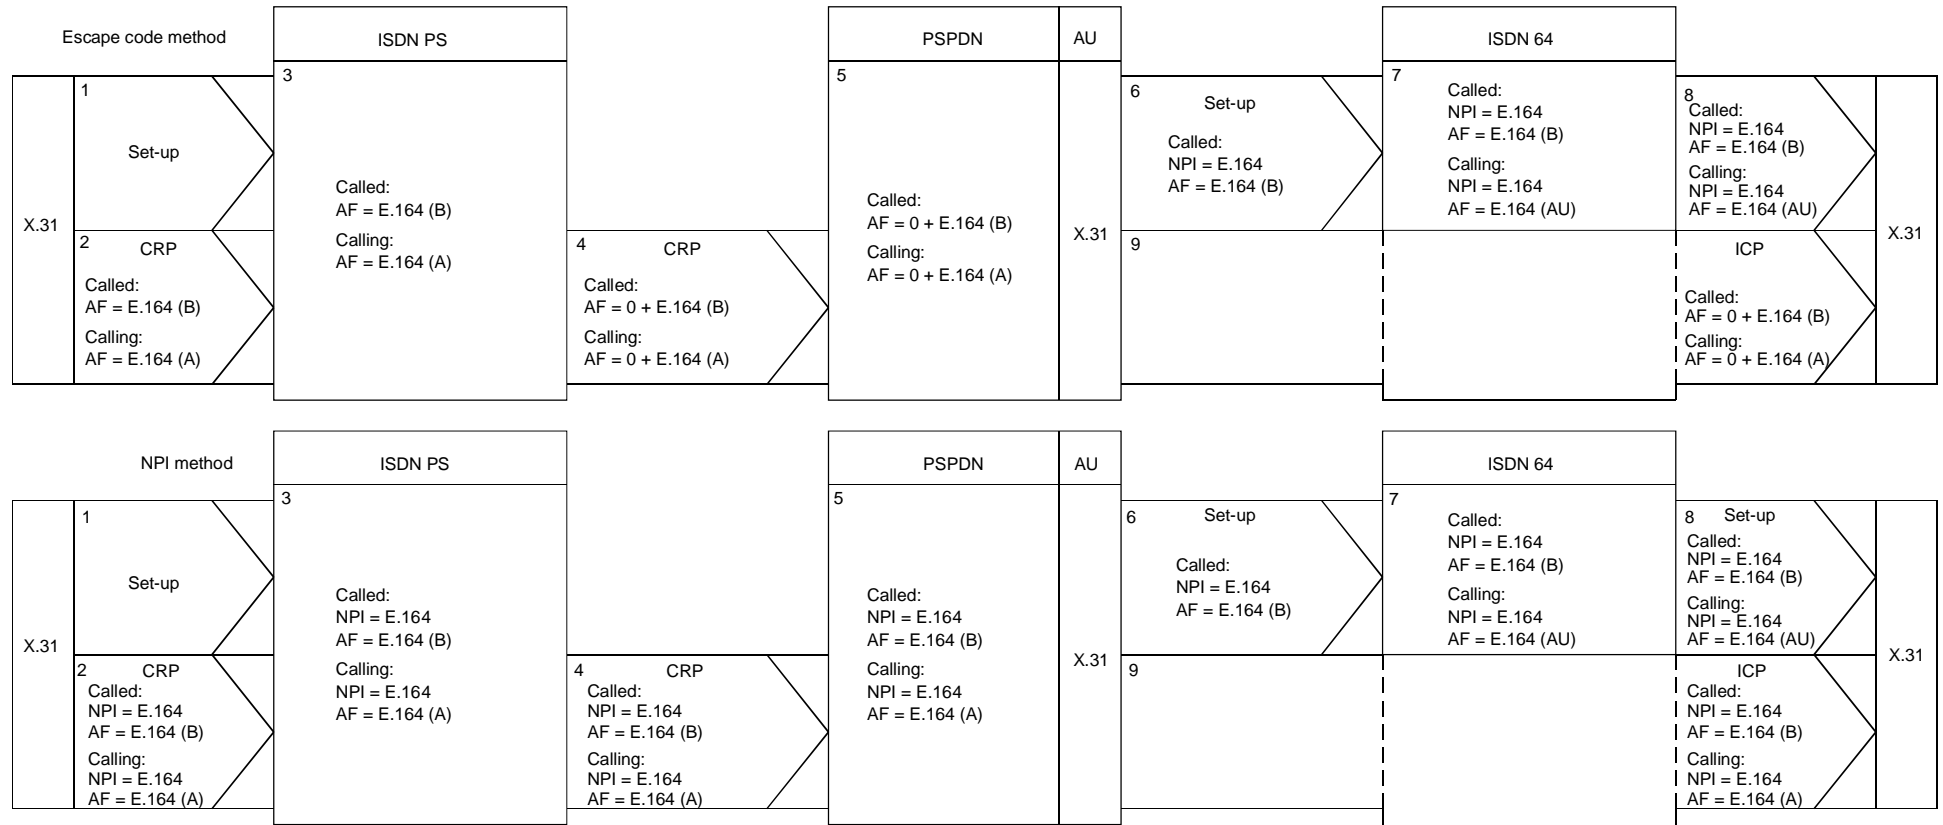 Escape code method
ISDN PS
PSPDN
AU
ISDN 64
X.31
1
Set-up
2
CRP
Called:
AF = E.164 (B)
Calling:
AF = E.164 (A)
3
Called:
AF = E.164 (B)
Calling:
AF = E.164 (A)
4
CRP
Called:
AF = 0 + E.164 (B)
Calling:
AF = 0 + E.164 (A)
5
Called:
AF = 0 + E.164 (B)
Calling:
AF = 0 + E.164 (A)
X.31
6
Set-up
Called:
NPI = E.164
AF = E.164 (B)
7
Called:
NPI = E.164
AF = E.164 (B)
Calling:
NPI = E.164
AF = E.164 (AU)
8
Called:
NPI = E.164
AF = E.164 (B)
Calling:
NPI = E.164
AF = E.164 (AU)
9
ICP
Called:
AF = 0 + E.164 (B)
Calling:
AF = 0 + E.164 (A)
X.31
NPI method
ISDN PS
PSPDN
AU
ISDN 64
X.31
1
Set-up
2
CRP
Called:
NPI = E.164
AF = E.164 (B)
Calling:
NPI = E.164
AF = E.164 (A)
3
Called:
NPI = E.164
AF = E.164 (B)
Calling:
NPI = E.164
AF = E.164 (A)
4
CRP
Called:
NPI = E.164
AF = E.164 (B)
Calling:
NPI = E.164
AF = E.164 (A)
5
Called:
NPI = E.164
AF = E.164 (B)
Calling:
NPI = E.164
AF = E.164 (A)
X.31
6
Set-up
Called:
NPI = E.164
AF = E.164 (B)
7
Called:
NPI = E.164
AF = E.164 (B)
Calling:
NPI = E.164
AF = E.164 (AU)
8
Set-up
Called:
NPI = E.164
AF = E.164 (B)
Calling:
NPI = E.164
AF = E.164 (AU)
9
ICP
Called:
NPI = E.164
AF = E.164 (B)
Calling:
NPI = E.164
AF = E.164 (A)
X.31